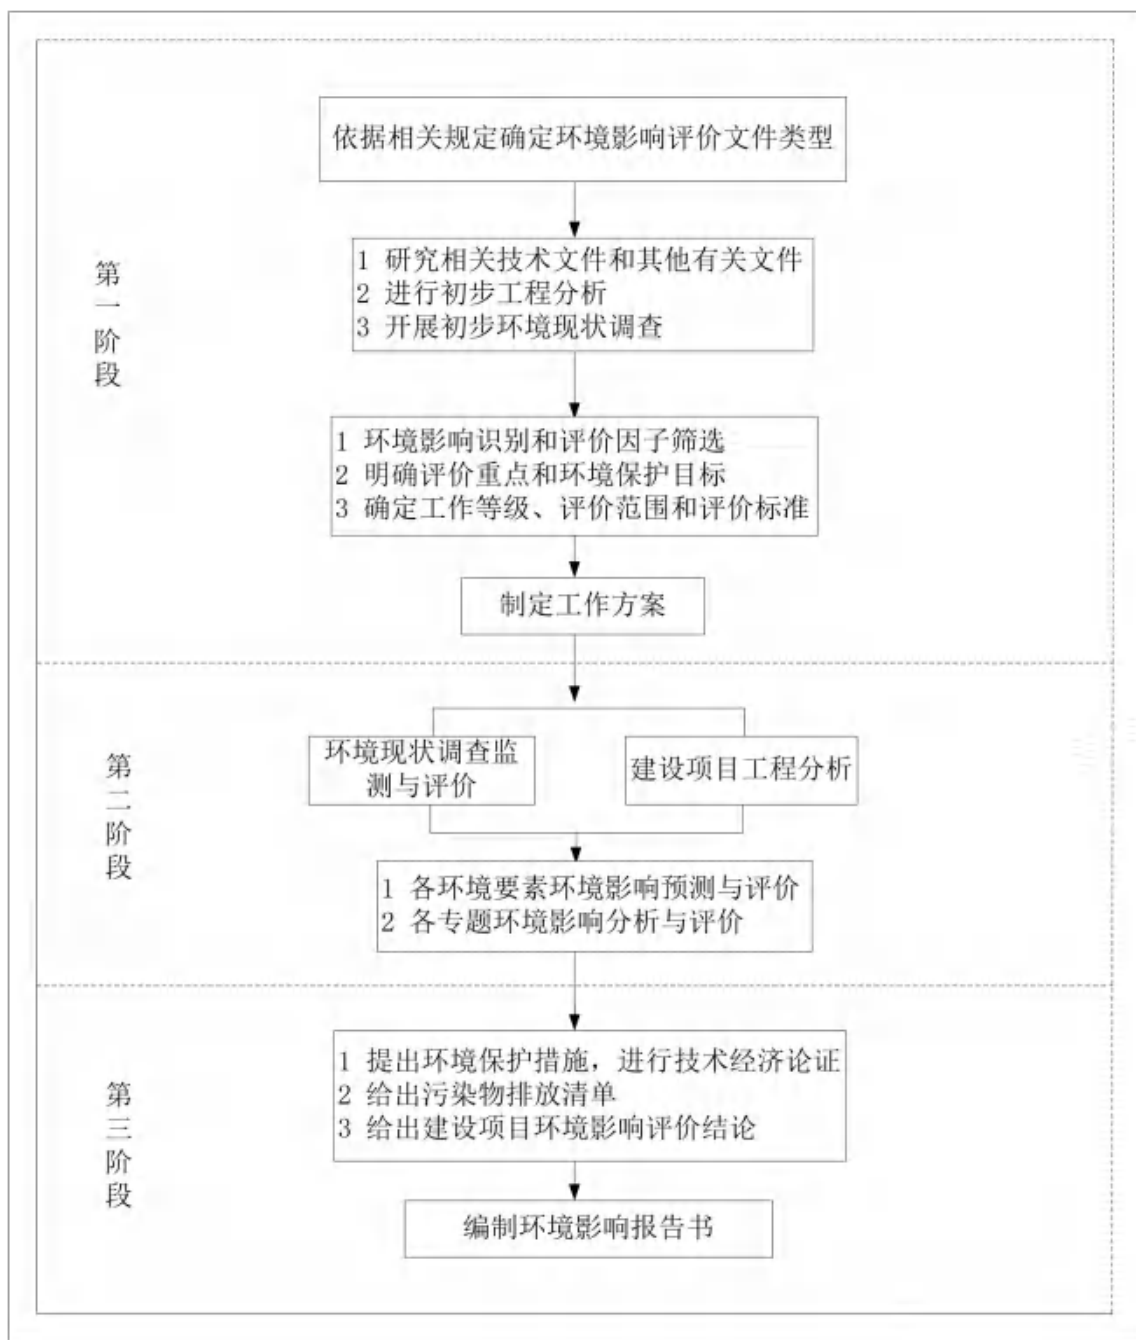 依据相关规定确定环境影响评价文件类型
第一阶段
1 研究相关技术文件和其他有关文件
2 进行初步工程分析
3 开展初步环境现状调查
1 环境影响识别和评价因子筛选
2 明确评价重点和环境保护目标
3 确定工作等级、评价范围和评价标准
制定工作方案
第二阶段
环境现状调查监
测与评价
建设项目工程分析
1 各环境要素环境影响预测与评价
2 各专题环境影响分析与评价
第三阶段
1 提出环境保护措施，进行技术经济论证
2 给出污染物排放清单
3 给出建设项目环境影响评价结论
编制环境影响报告书